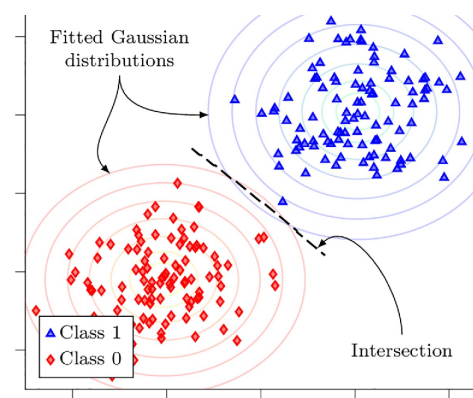 Fitted Gaussian
distributions
Class 1
Class 0
Intersection